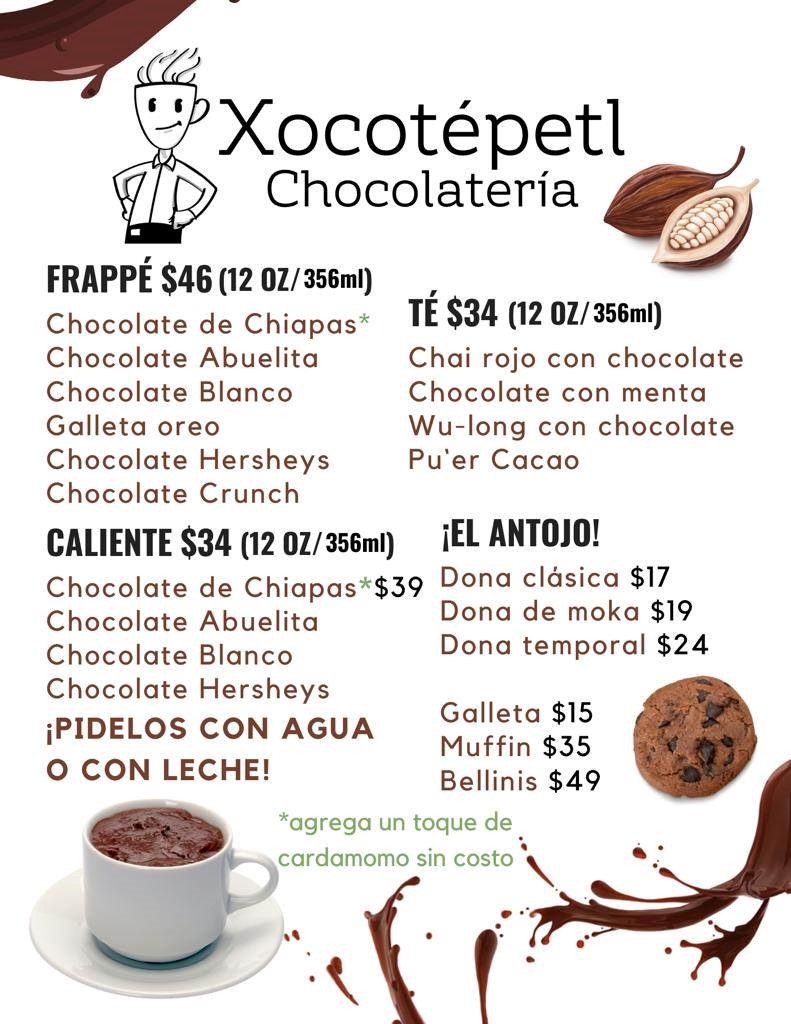 Xocotépetl
Chocolatería
FRAPPÉ $46 (12 OZ/356ml)
Chocolate de Chiapas*
Chocolate Abuelita
Chocolate Blanco
Galleta oreo
Chocolate Hersheys
Chocolate Crunch
CALIENTE $34 (12 OZ/356ml)
Chocolate de Chiapas*$39
Chocolate Abuelita
Chocolate Blanco
Chocolate Hersheys
¡PIDELOS CON AGUA
O CON LECHE!
TÉ $34 (12 OZ/356ml)
Chai rojo con chocolate
Chocolate con menta
Wu-long con chocolate
Pu'er Cacao
¡EL ANTOJO!
Dona clásica $17
Dona de moka $19
Dona temporal $24
Galleta $15
Muffin $35
Bellinis $49
*agrega un toque de
cardamomo sin costo